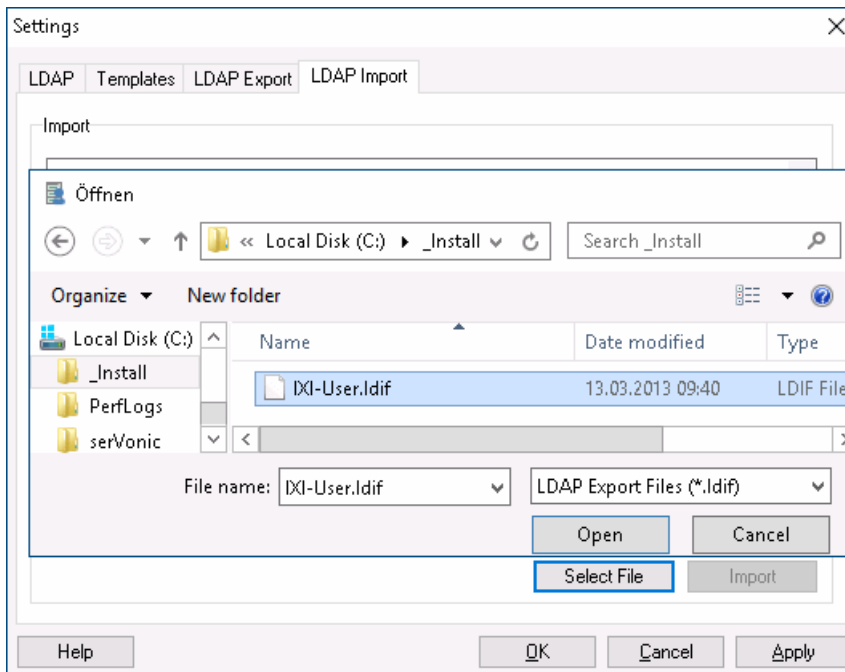 Settings
LDAP Templates LDAP Export LDAP Import
Import
Öffnen
« Local Disk (C:) _Install Search _Install
Organize New folder
Local Disk (C:) Name Date modified Type
_Install IXI-User.ldif 13.03.2013 09:40 LDIF File
PerfLogs
serVonic
File name: IXI-User.ldif LDAP Export Files (*.ldif)
Open Cancel
Select File Import
Help OK Cancel Apply